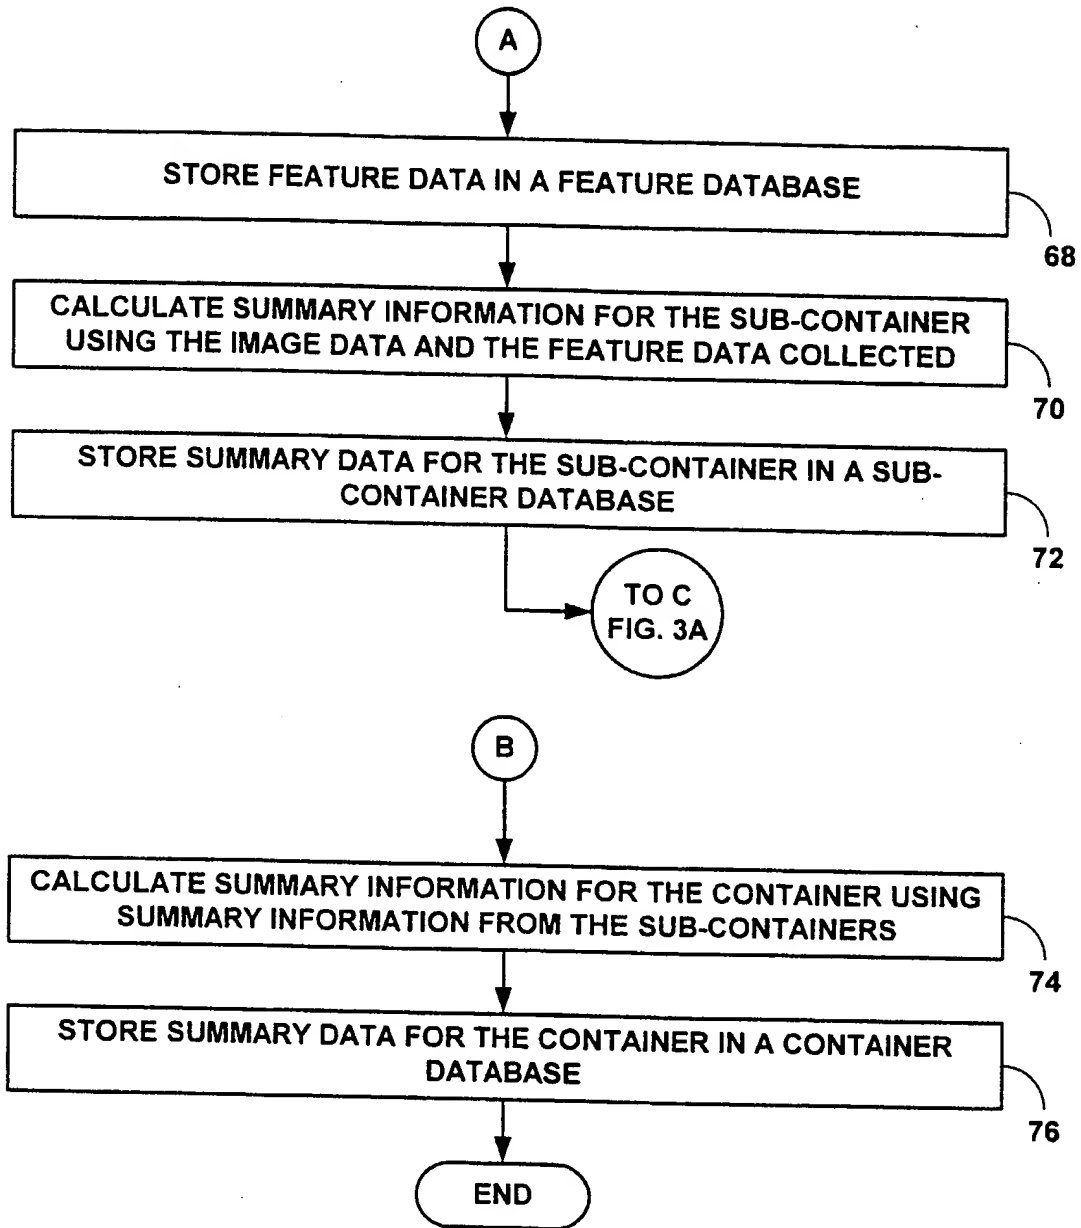 A
STORE FEATURE DATA IN A FEATURE DATABASE
68
CALCULATE SUMMARY INFORMATION FOR THE SUB-CONTAINER
USING THE IMAGE DATA AND THE FEATURE DATA COLLECTED
70
STORE SUMMARY DATA FOR THE SUB-CONTAINER IN A SUB-
CONTAINER DATABASE
72
TO C
FIG. 3A
B
CALCULATE SUMMARY INFORMATION FOR THE CONTAINER USING
SUMMARY INFORMATION FROM THE SUB-CONTAINERS
74
STORE SUMMARY DATA FOR THE CONTAINER IN A CONTAINER
DATABASE
76
END